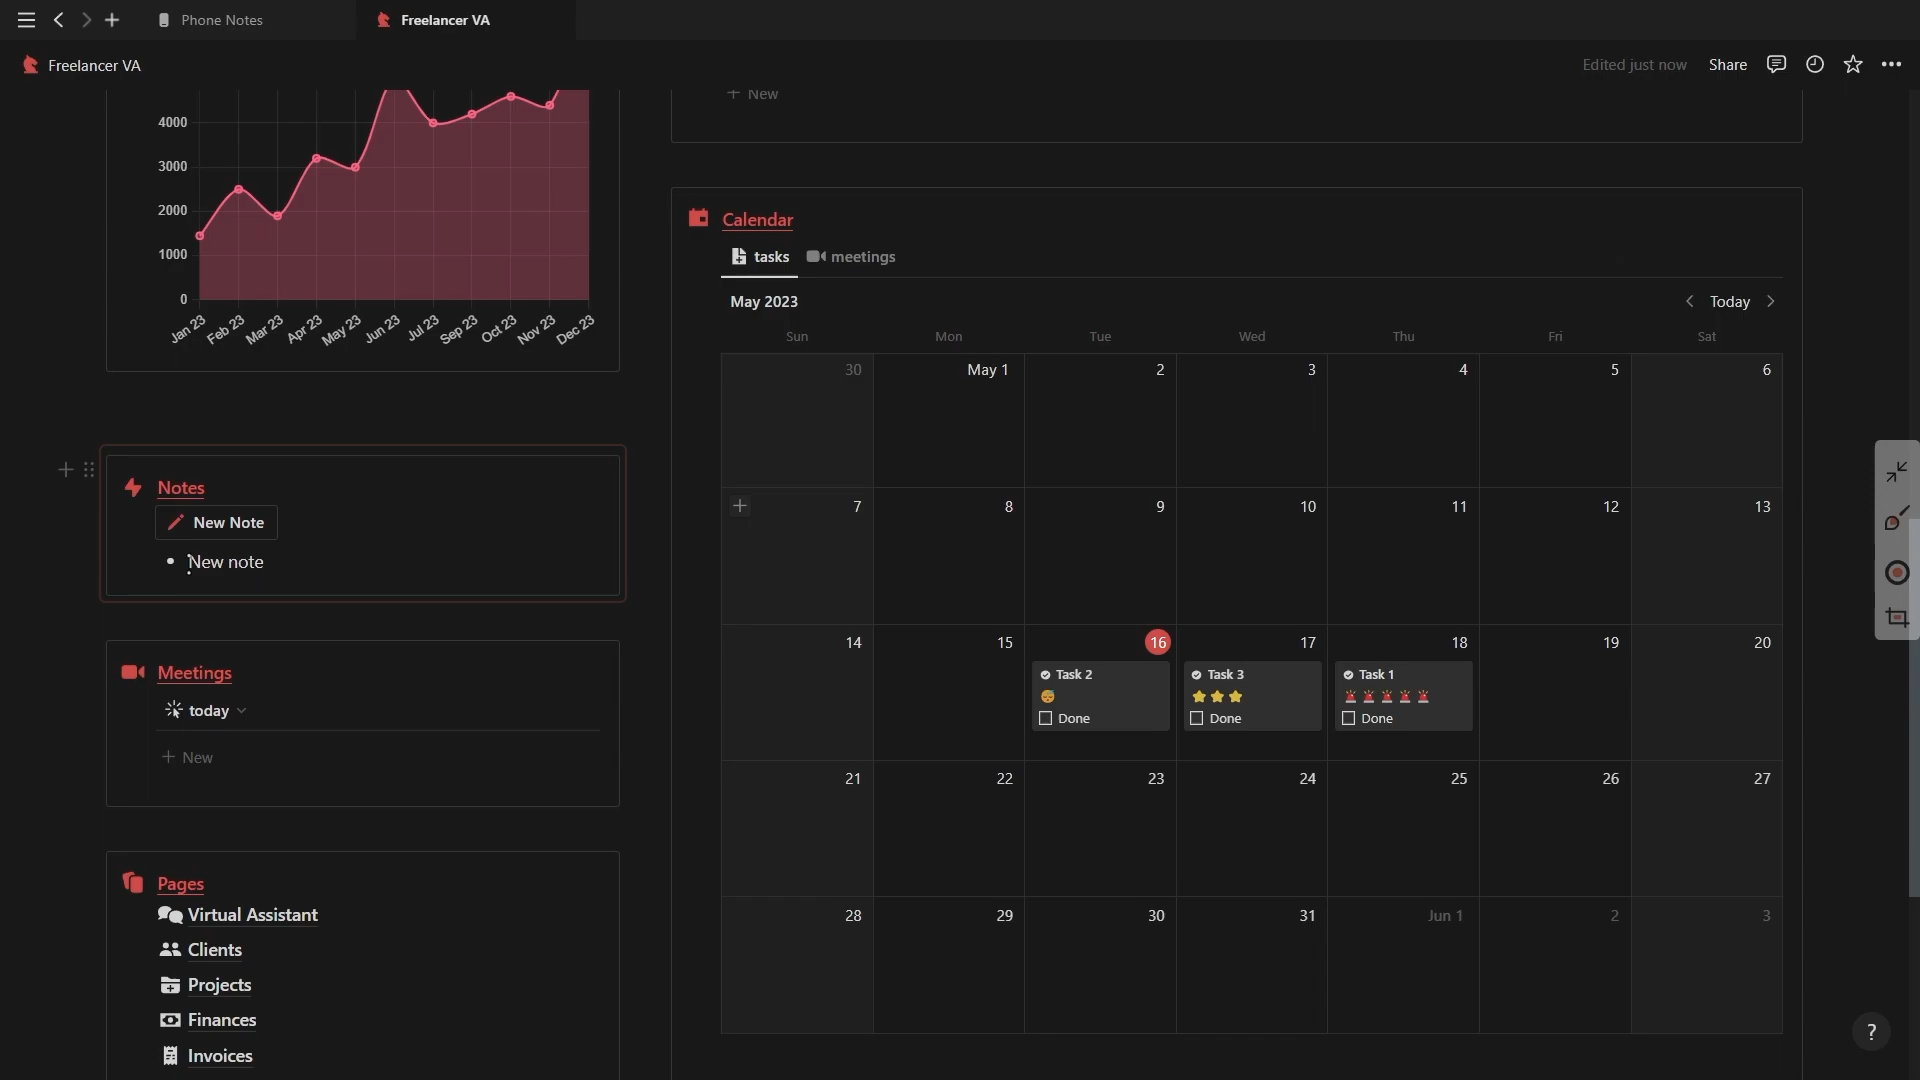 Phone Notes
Freelancer VA
Freelancer VA
Edited just now
Share
4000
3000
2000
1000
0
Jan 23
Feb 23
Mar 23
Apr 23
May 23
Jun 23
Jul 23
Sep 23
Oct 23
Nov 23
Dec 23
Notes
New Note
New note
Meetings
today
New
Pages
Virtual Assistant
Clients
Projects
Finances
Invoices
New
Calendar
tasks meetings
May 2023
Today
Sun Mon Tue Wed Thu Fri Sat
30 May 1 2 3 4 5 6
7 8 9 10 11 12 13
14 15 16 17 18 19 20
Task 2 Task 3 Task 1
Done Done Done
21 22 23 24 25 26 27
28 29 30 31 Jun 1 2 3
?